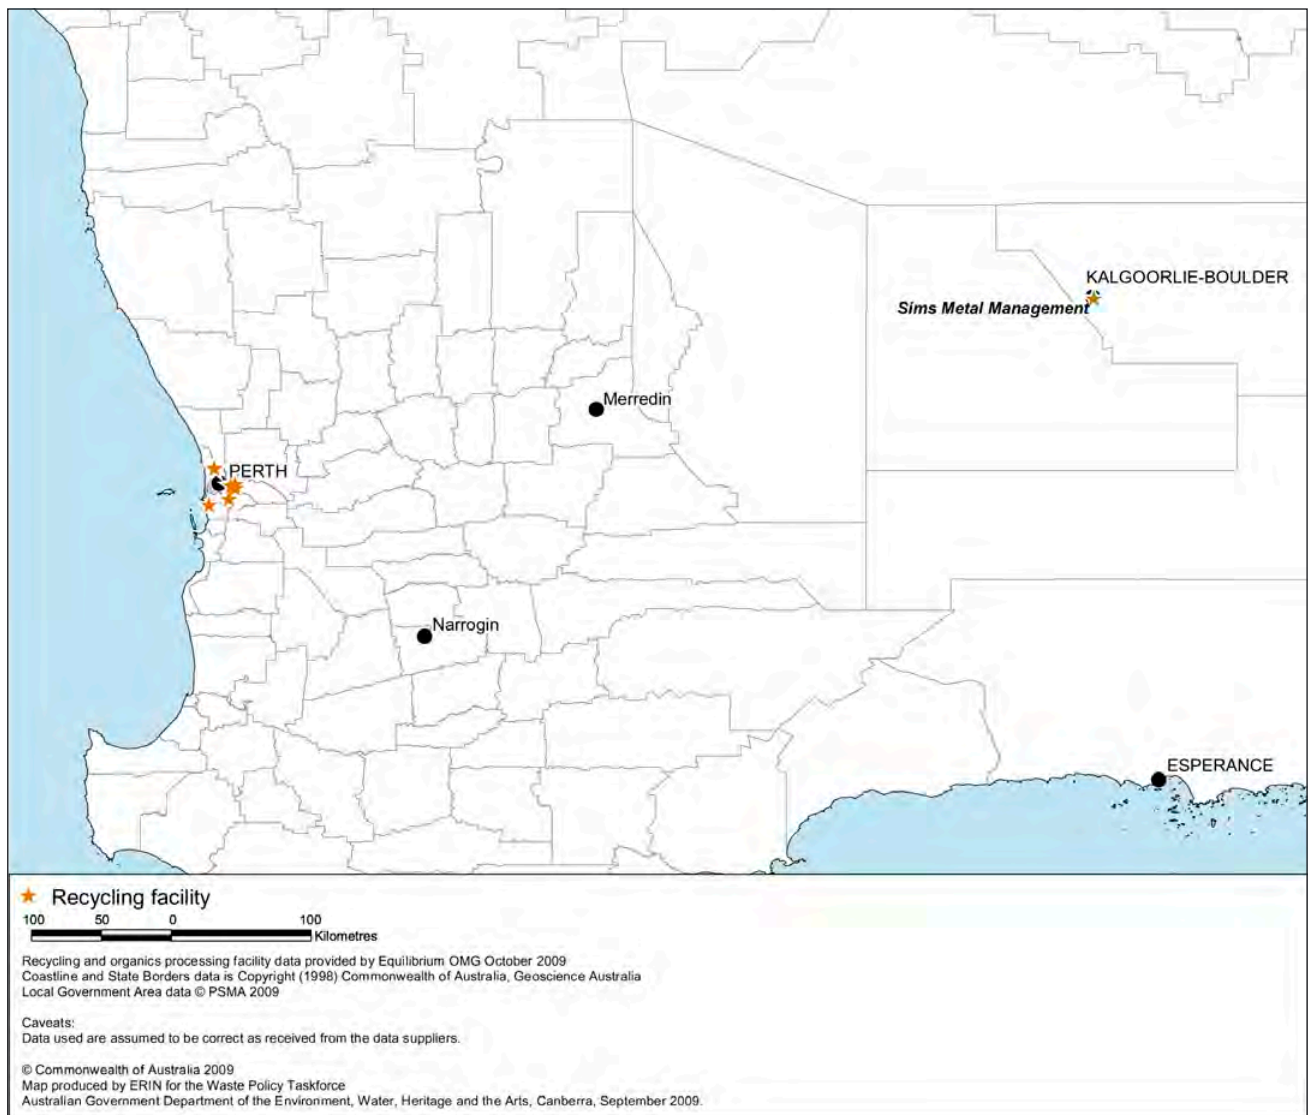 KALGOORLIE-BOULDER
Sims Metal Management
Merredin
PERTH
Narrogin
ESPERANCE
Recycling facility
100 50 0 100
Kilometres
Recycling and organics processing facility data provided by Equilibrium OMG October 2009
Coastline and State Borders data is Copyright (1998) Commonwealth of Australia, Geoscience Australia
Local Government Area data © PSMA 2009
Caveats:
Data used are assumed to be correct as received from the data suppliers.
© Commonwealth of Australia 2009
Map produced by ERIN for the Waste Policy Taskforce
Australian Government Department of the Environment, Water, Heritage and the Arts, Canberra, September 2009.